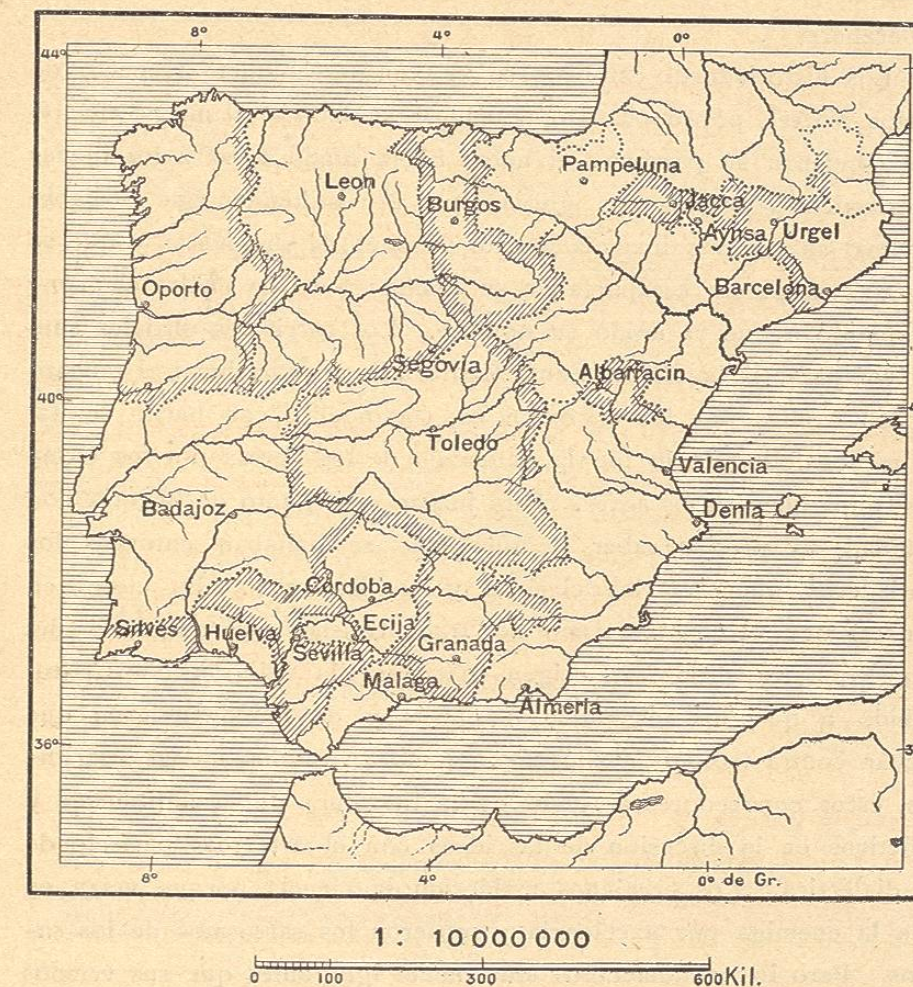 8° 4° 0°
44°
Pampeluna
Leon
Jacca
Burgos
Aynsa Urgel
Oporto
Barcelona
Segovia
Albarracin
40°
Toledo
Valencia
Badajoz
Denia
Córdoba
Silves Huelva Ecija
Sevilla
Granada
Malaga
Almeria
36°
8° 4° 0° de Gr.
1 : 10 000 000
0 100 300 600 Kil.